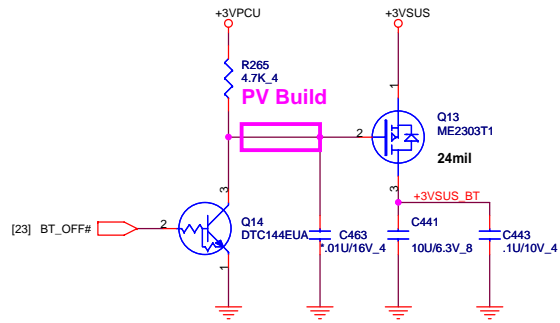 +3VPCU
+3VSUS
R265
4.7K_4
PV Build
1
Q13
ME2303T1
2
24mil
3
+3VSUS_BT
3
Q14
DTC144EUA
[23] BT_OFF#
2
1
C463
*.01U/16V_4
C441
10U/6.3V_8
C443
.1U/10V_4